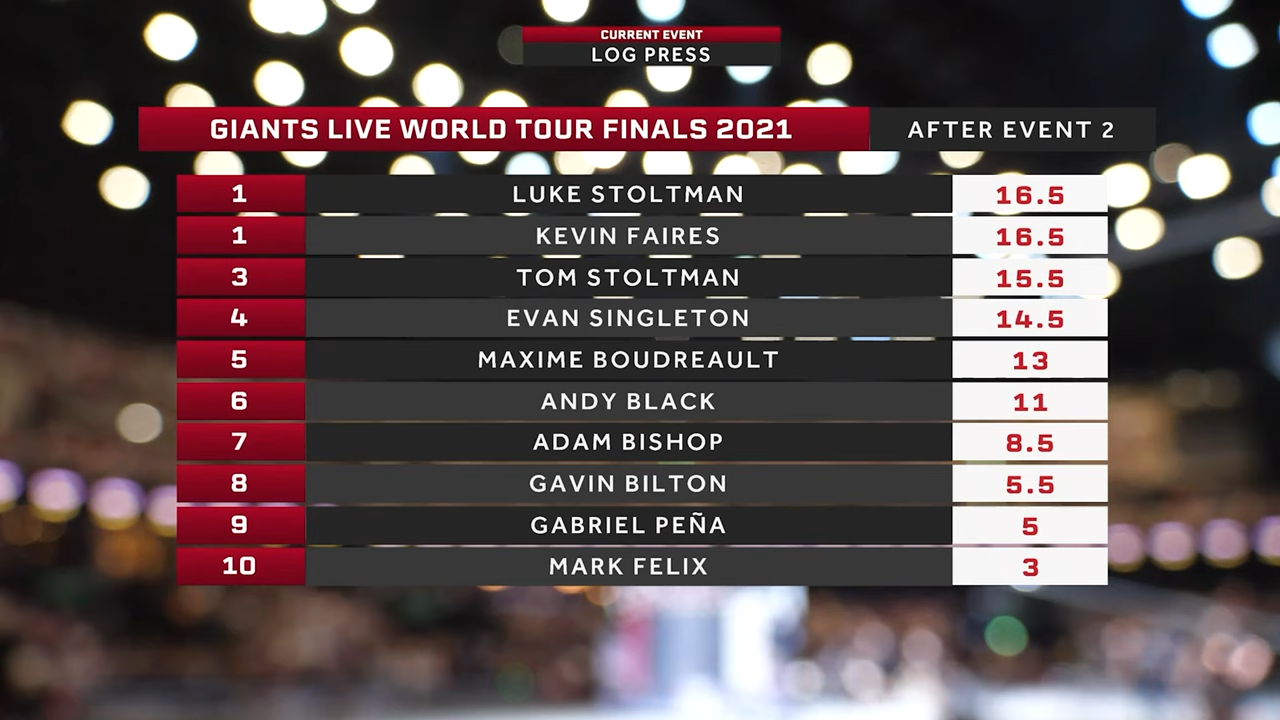 CURRENT EVENT
LOG PRESS
GIANTS LIVE WORLD TOUR FINALS 2021 AFTER EVENT 2
1 LUKE STOLTMAN 16.5
1 KEVIN FAIRES 16.5
3 TOM STOLTMAN 15.5
4 EVAN SINGLETON 14.5
5 MAXIME BOUDREAULT 13
6 ANDY BLACK 11
7 ADAM BISHOP 8.5
8 GAVIN BILTON 5.5
9 GABRIEL PEÑA 5
10 MARK FELIX 3